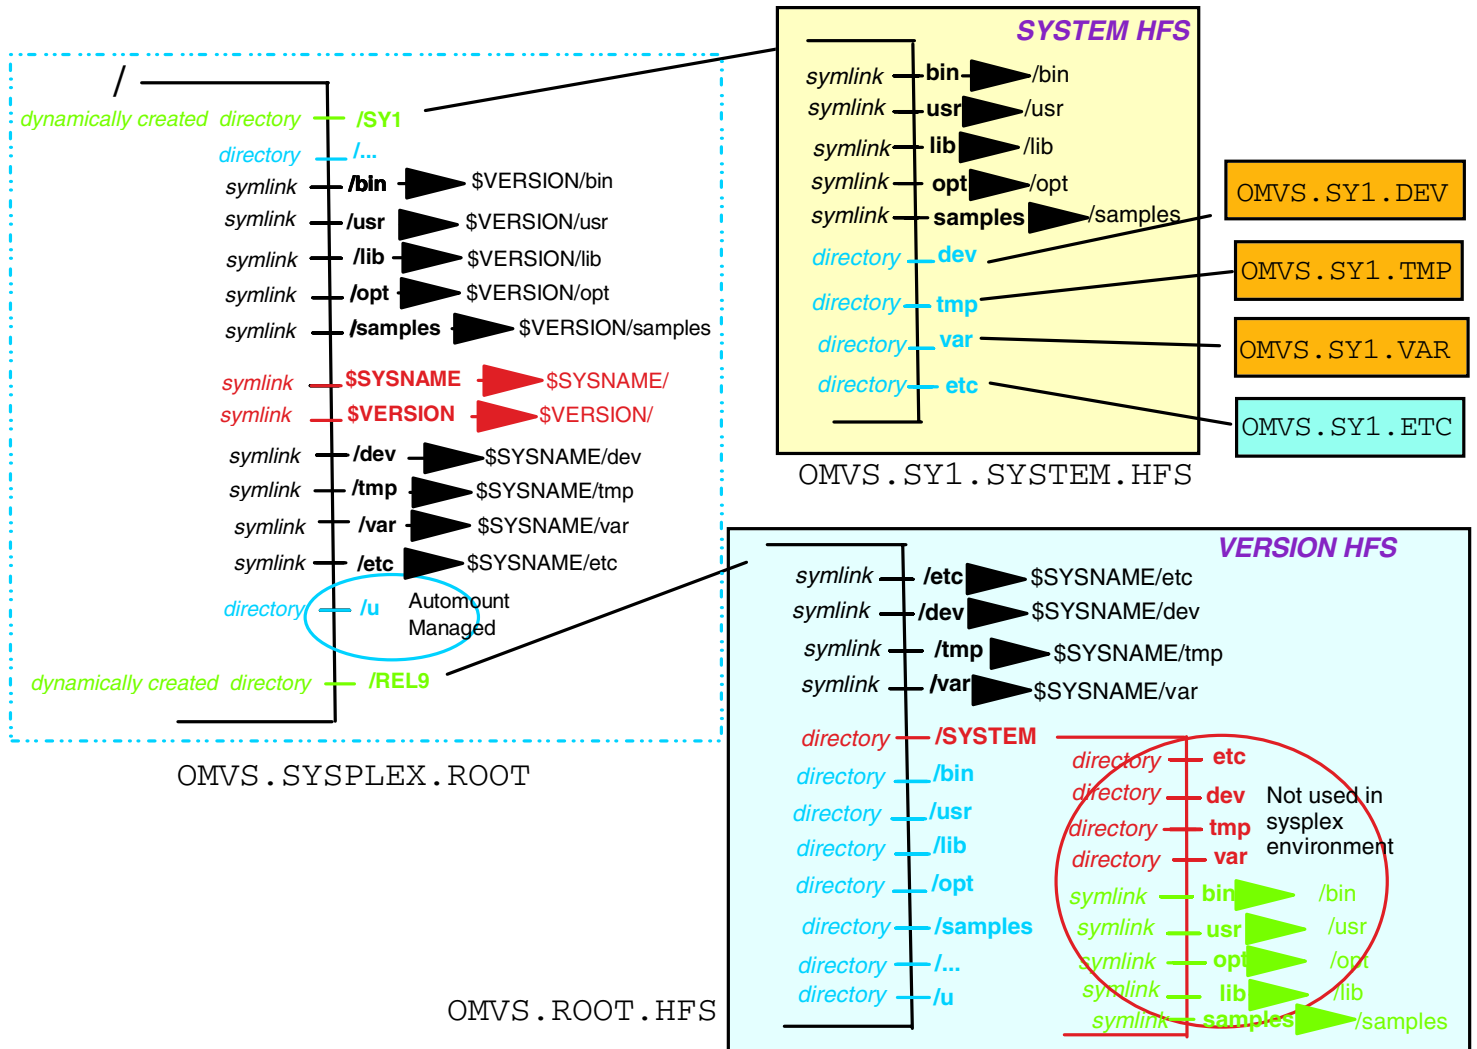 /
dynamically created directory /SY1
directory /...
symlink /bin $VERSION/bin
symlink /usr $VERSION/usr
symlink /lib $VERSION/lib
symlink /opt $VERSION/opt
symlink /samples $VERSION/samples
symlink $SYSNAME $SYSNAME/
symlink $VERSION $VERSION/
symlink /dev $SYSNAME/dev
symlink /tmp $SYSNAME/tmp
symlink /var $SYSNAME/var
symlink /etc $SYSNAME/etc
directory /u Automount
Managed
dynamically created directory /REL9
OMVS.SYSPLEX.ROOT
SYSTEM HFS
symlink bin /bin
symlink usr /usr
symlink lib /lib
symlink opt /opt
symlink samples /samples
directory dev
directory tmp
directory var
directory etc
OMVS.SY1.SYSTEM.HFS
OMVS.SY1.DEV
OMVS.SY1.TMP
OMVS.SY1.VAR
OMVS.SY1.ETC
VERSION HFS
symlink /etc $SYSNAME/etc
symlink /dev $SYSNAME/dev
symlink /tmp $SYSNAME/tmp
symlink /var $SYSNAME/var
directory /SYSTEM
directory /bin
directory /usr
directory /lib
directory /opt
directory /samples
directory /...
directory /u
directory etc
directory dev
directory tmp
directory var
Not used in
sysplex
environment
symlink bin /bin
symlink usr /usr
symlink opt /opt
symlink lib /lib
symlink samples /samples
OMVS.ROOT.HFS